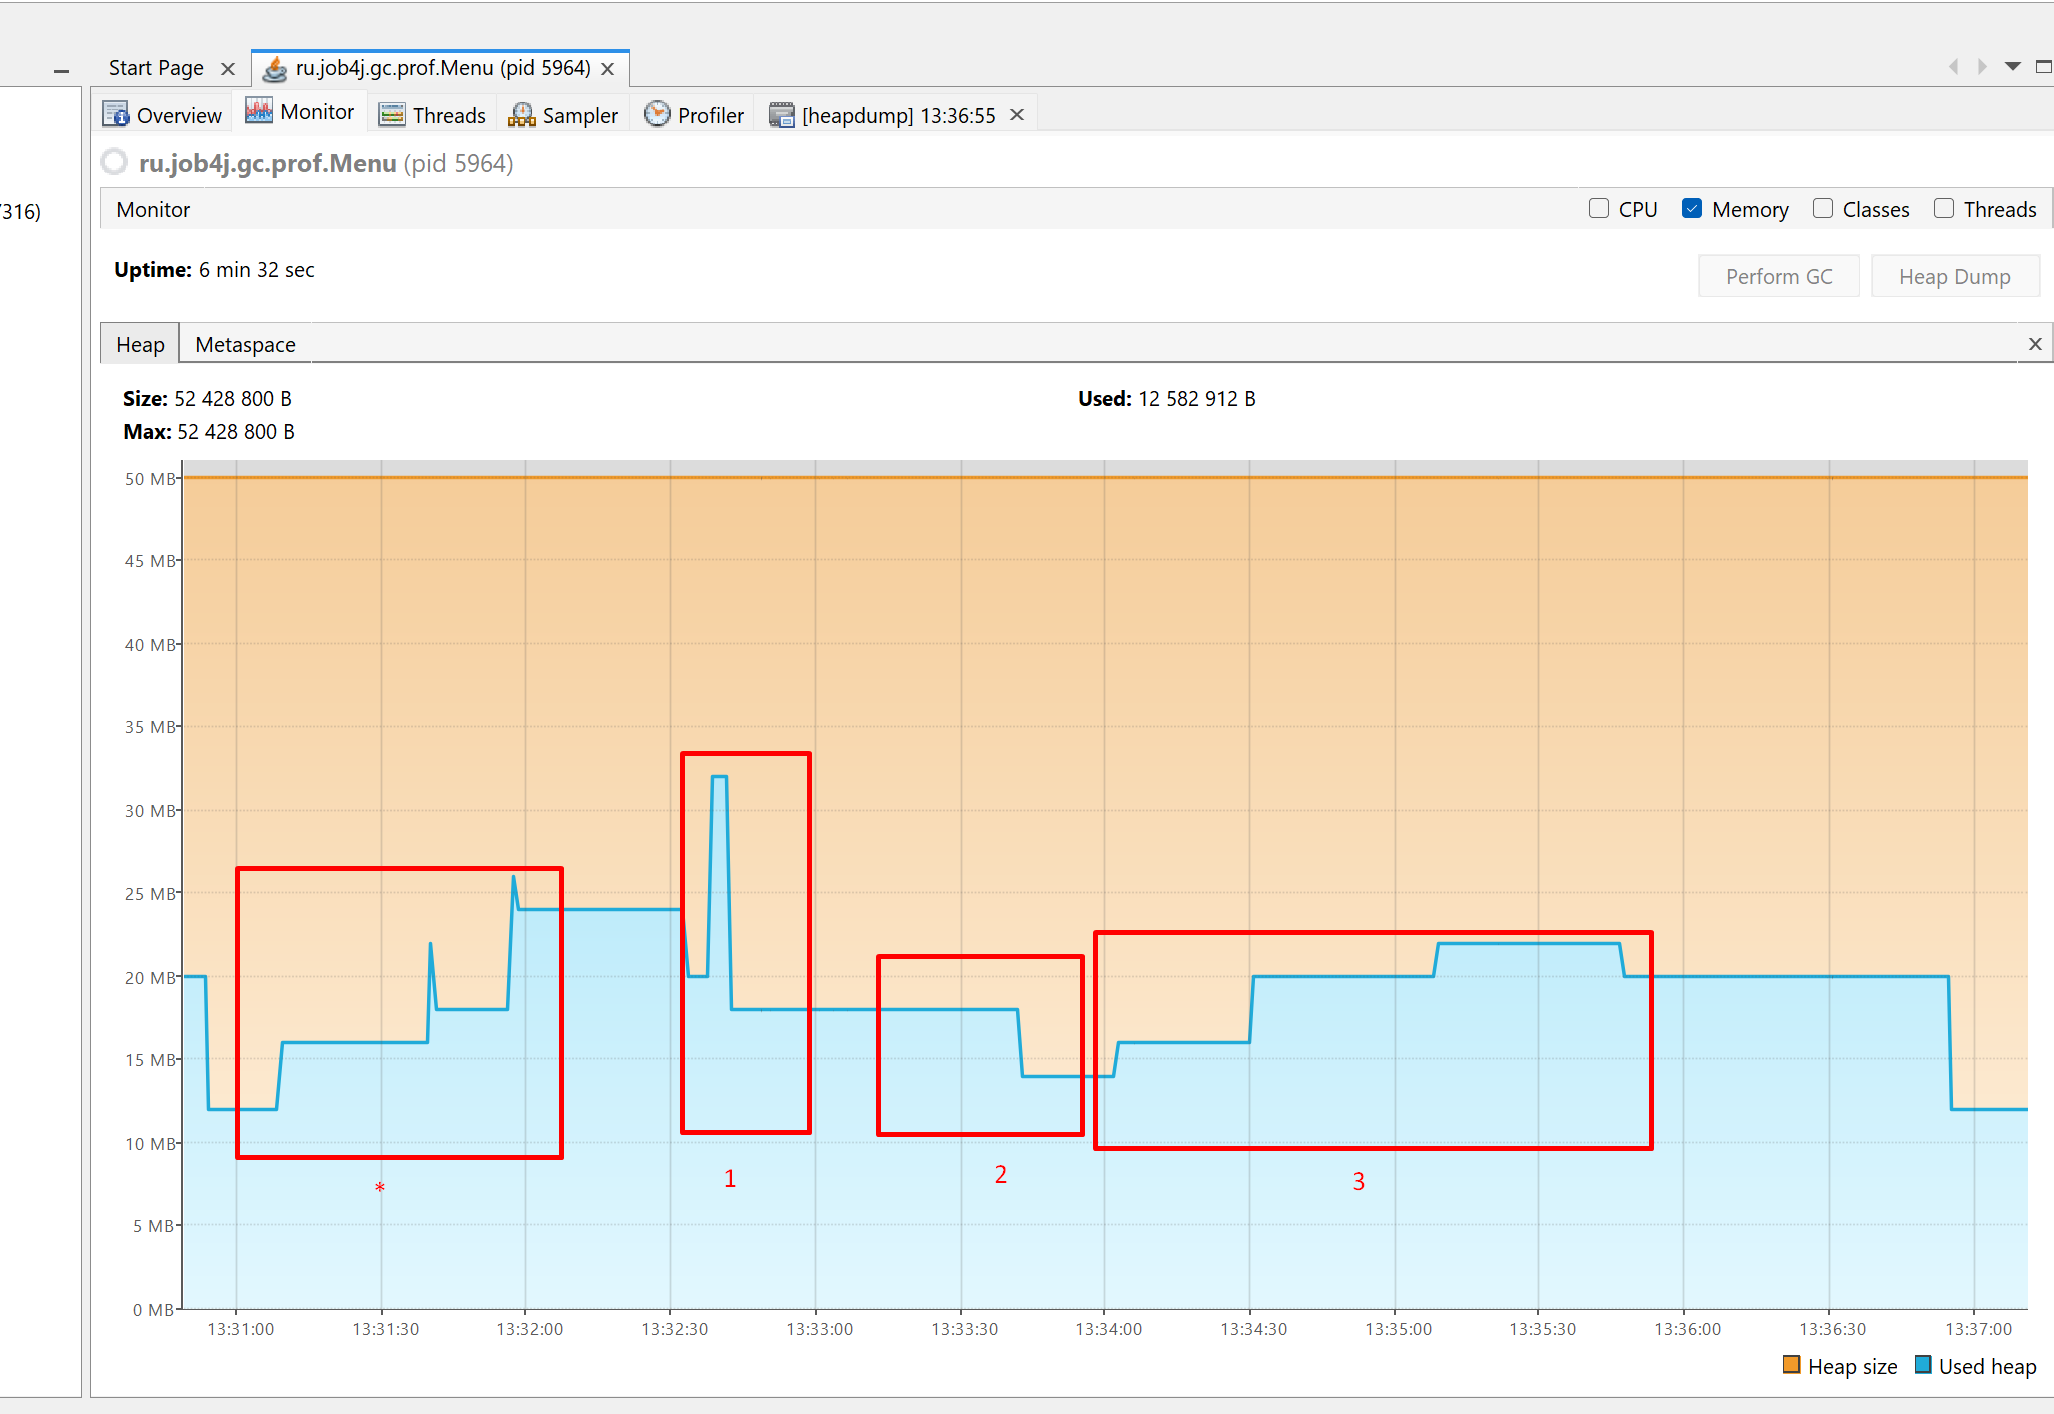 Start Page
ru.job4j.gc.prof.Menu (pid 5964)
Overview
Monitor
Threads
Sampler
Profiler
[heapdump] 13:36:55
ru.job4j.gc.prof.Menu (pid 5964)
316)
Monitor
CPU
Memory
Classes
Threads
Uptime: 6 min 32 sec
Perform GC
Heap Dump
Heap
Metaspace
Size: 52 428 800 B
Used: 12 582 912 B
Max: 52 428 800 B
50 MB
45 MB
40 MB
35 MB
30 MB
25 MB
20 MB
15 MB
10 MB
5 MB
0 MB
*
1
2
3
13:31:00
13:31:30
13:32:00
13:32:30
13:33:00
13:33:30
13:34:00
13:34:30
13:35:00
13:35:30
13:36:00
13:36:30
13:37:00
Heap size
Used heap